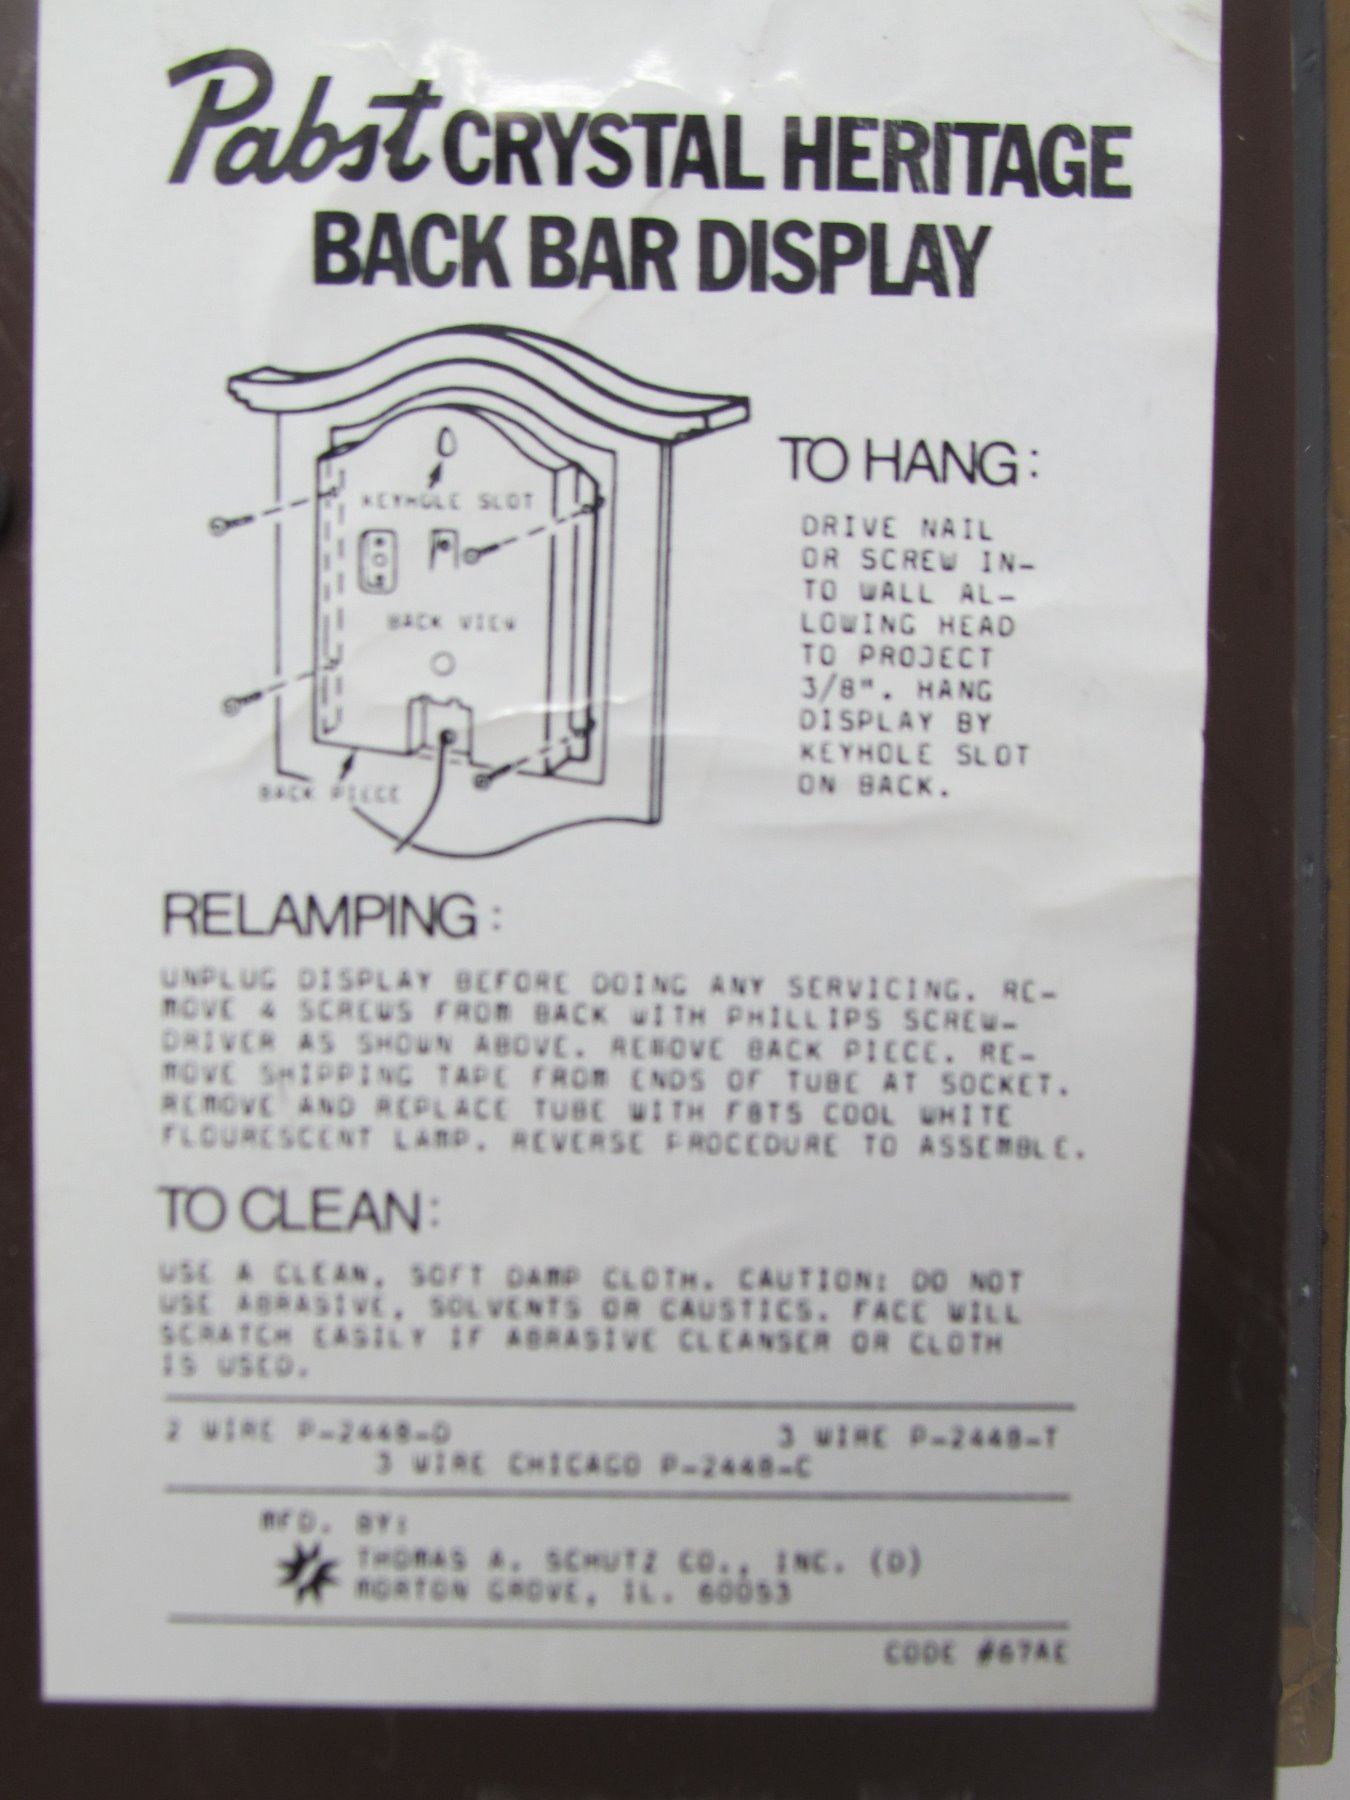 Pabst CRYSTAL HERITAGE
BACK BAR DISPLAY
KEYHOLE SLOT
BACK VIEW
BACK PIECE
TO HANG:
DRIVE NAIL
OR SCREW IN-
TO WALL AL-
LOWING HEAD
TO PROJECT
3/8". HANG
DISPLAY BY
KEYHOLE SLOT
ON BACK.
RELAMPING:
UNPLUG DISPLAY BEFORE DOING ANY SERVICING. RE-
MOVE 4 SCREWS FROM BACK WITH PHILLIPS SCREW-
DRIVER AS SHOWN ABOVE. REMOVE BACK PIECE. RE-
MOVE SHIPPING TAPE FROM ENDS OF TUBE AT SOCKET.
REMOVE AND REPLACE TUBE WITH F8T5 COOL WHITE
FLOURESCENT LAMP. REVERSE PROCEDURE TO ASSEMBLE.
TO CLEAN:
USE A CLEAN, SOFT DAMP CLOTH. CAUTION: DO NOT
USE ABRASIVE, SOLVENTS OR CAUSTICS. FACE WILL
SCRATCH EASILY IF ABRASIVE CLEANSER OR CLOTH
IS USED.
2 WIRE P-2448-D 3 WIRE P-2448-T
3 WIRE CHICAGO P-2448-C
MFD. BY:
THOMAS A. SCHUTZ CO., INC. (D)
MORTON GROVE, IL. 60053
CODE #67AE